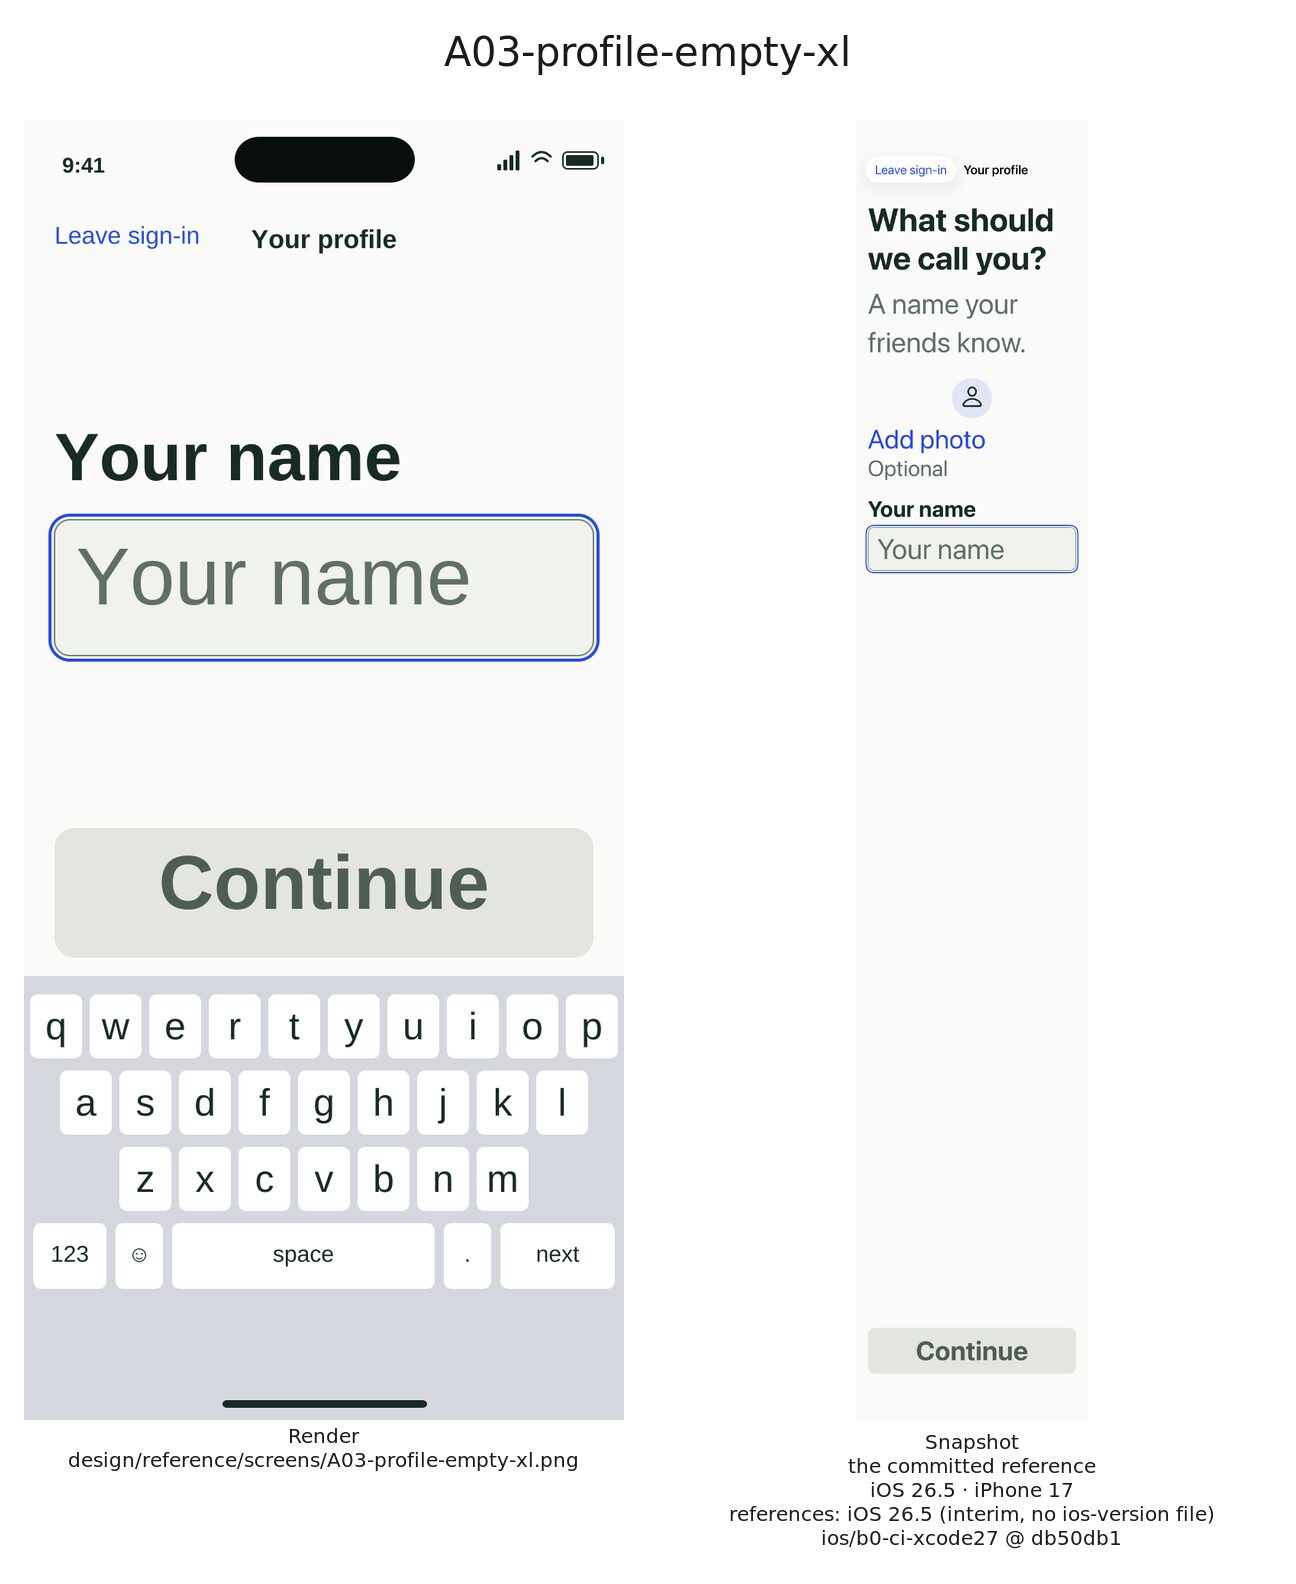 A03-profile-empty-xl
9:41
Leave sign-in Your profile
Your name
Your name
Continue
q w e r t y u i o p
a s d f g h j k l
z x c v b n m
123 ☺ space . next
Render
design/reference/screens/A03-profile-empty-xl.png
Leave sign-in Your profile
What should
we call you?
A name your
friends know.
Add photo
Optional
Your name
Your name
Continue
Snapshot
the committed reference
iOS 26.5 · iPhone 17
references: iOS 26.5 (interim, no ios-version file)
ios/b0-ci-xcode27 @ db50db1